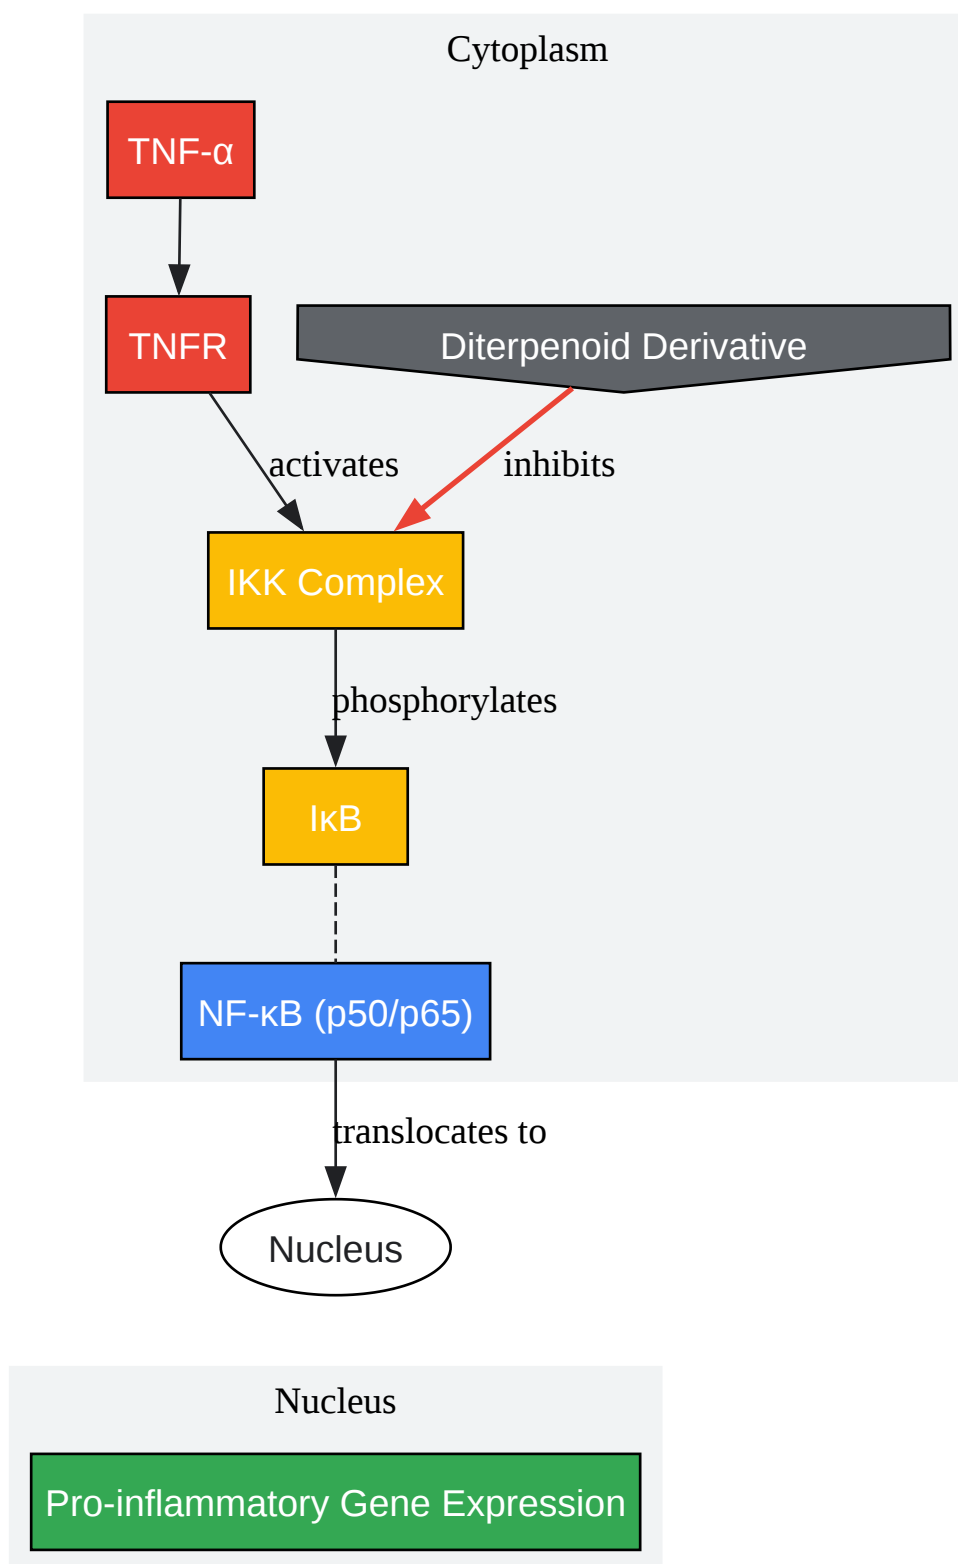 Cytoplasm
TNF-α
TNFR
Diterpenoid Derivative
activates
inhibits
IKK Complex
phosphorylates
IκB
NF-κB (p50/p65)
translocates to
Nucleus
Nucleus
Pro-inflammatory Gene Expression